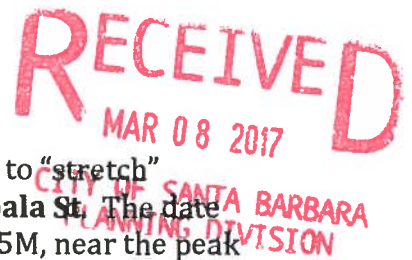 RECEIVED
MAR 08 2017
CITY OF SANTA BARBARA
PLANNING DIVISION
to “stretch”
pala St. The date
5M, near the peak